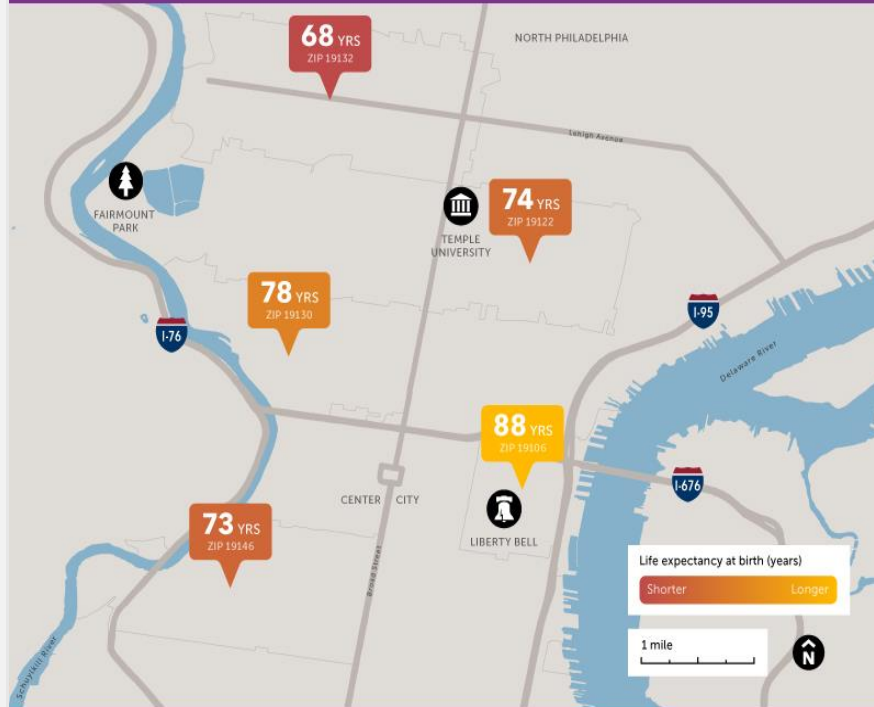 68 YRS
ZIP 19132
NORTH PHILADELPHIA
Lehigh Avenue
FAIRMOUNT
PARK
74 YRS
ZIP 19122
TEMPLE
UNIVERSITY
78 YRS
ZIP 19130
I-76
I-95
Delaware River
88 YRS
ZIP 19106
I-676
CENTER CITY
LIBERTY BELL
73 YRS
ZIP 19146
Broad Street
Schuylkill River
Life expectancy at birth (years)
Shorter Longer
1 mile
N